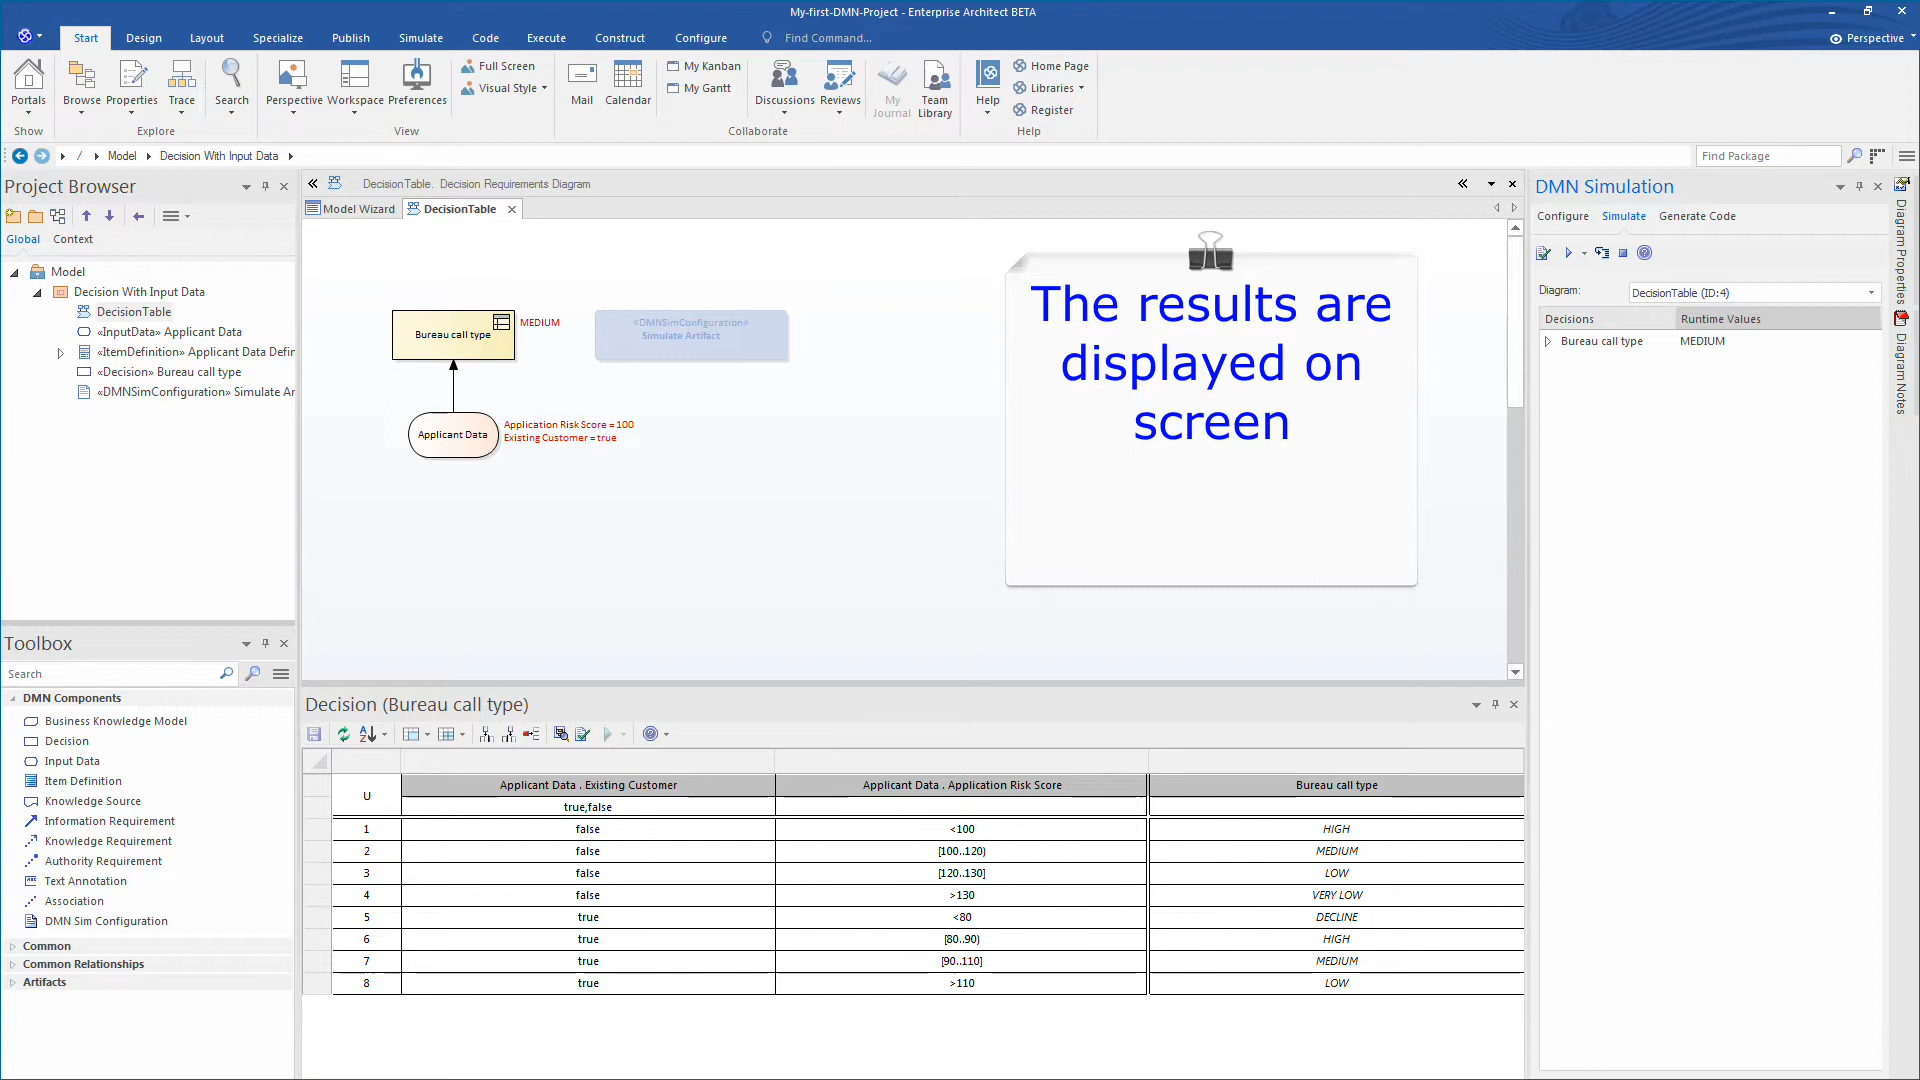 My-first-DMN-Project - Enterprise Architect BETA
Start Design Layout Specialize Publish Simulate Code Execute Construct Configure Find Command... Perspective
Portals Browse Properties Trace Search Perspective Workspace Preferences Full Screen Visual Style Mail Calendar My Kanban My Gantt Discussions Reviews My Journal Team Library Help Home Page Libraries Register
Show Explore View Collaborate Help
/ Model Decision With Input Data Find Package
Project Browser
Global Context
Model
Decision With Input Data
DecisionTable
«InputData» Applicant Data
«ItemDefinition» Applicant Data Defin
«Decision» Bureau call type
«DMNSimConfiguration» Simulate Ar
Toolbox
Search
DMN Components
Business Knowledge Model
Decision
Input Data
Item Definition
Knowledge Source
Information Requirement
Knowledge Requirement
Authority Requirement
Text Annotation
Association
DMN Sim Configuration
Common
Common Relationships
Artifacts
DecisionTable. Decision Requirements Diagram
Model Wizard DecisionTable
Bureau call type
MEDIUM
«DMNSimConfiguration»
Simulate Artifact
Applicant Data
Application Risk Score = 100
Existing Customer = true
The results are
displayed on
screen
Decision (Bureau call type)
U Applicant Data . Existing Customer Applicant Data . Application Risk Score Bureau call type
true,false
1 false <100 HIGH
2 false [100..120) MEDIUM
3 false [120..130] LOW
4 false >130 VERY LOW
5 true <80 DECLINE
6 true [80..90) HIGH
7 true [90..110] MEDIUM
8 true >110 LOW
DMN Simulation
Configure Simulate Generate Code
Diagram: DecisionTable (ID:4)
Decisions Runtime Values
Bureau call type MEDIUM
Diagram Properties
Diagram Notes